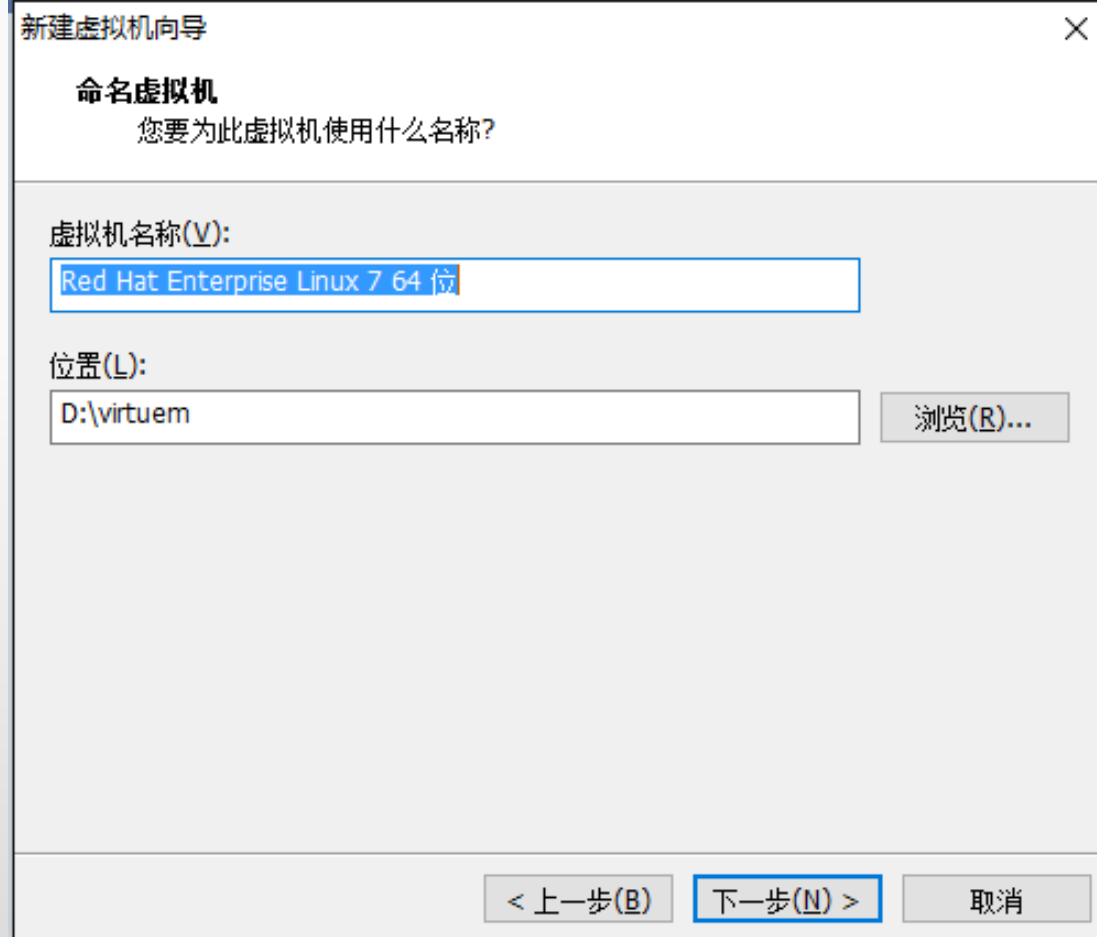 新建虚拟机向导
命名虚拟机
您要为此虚拟机使用什么名称?
虚拟机名称(V):
Red Hat Enterprise Linux 7 64 位
位置(L):
D:\virtuem
浏览(R)...
< 上一步(B)
下一步(N) >
取消